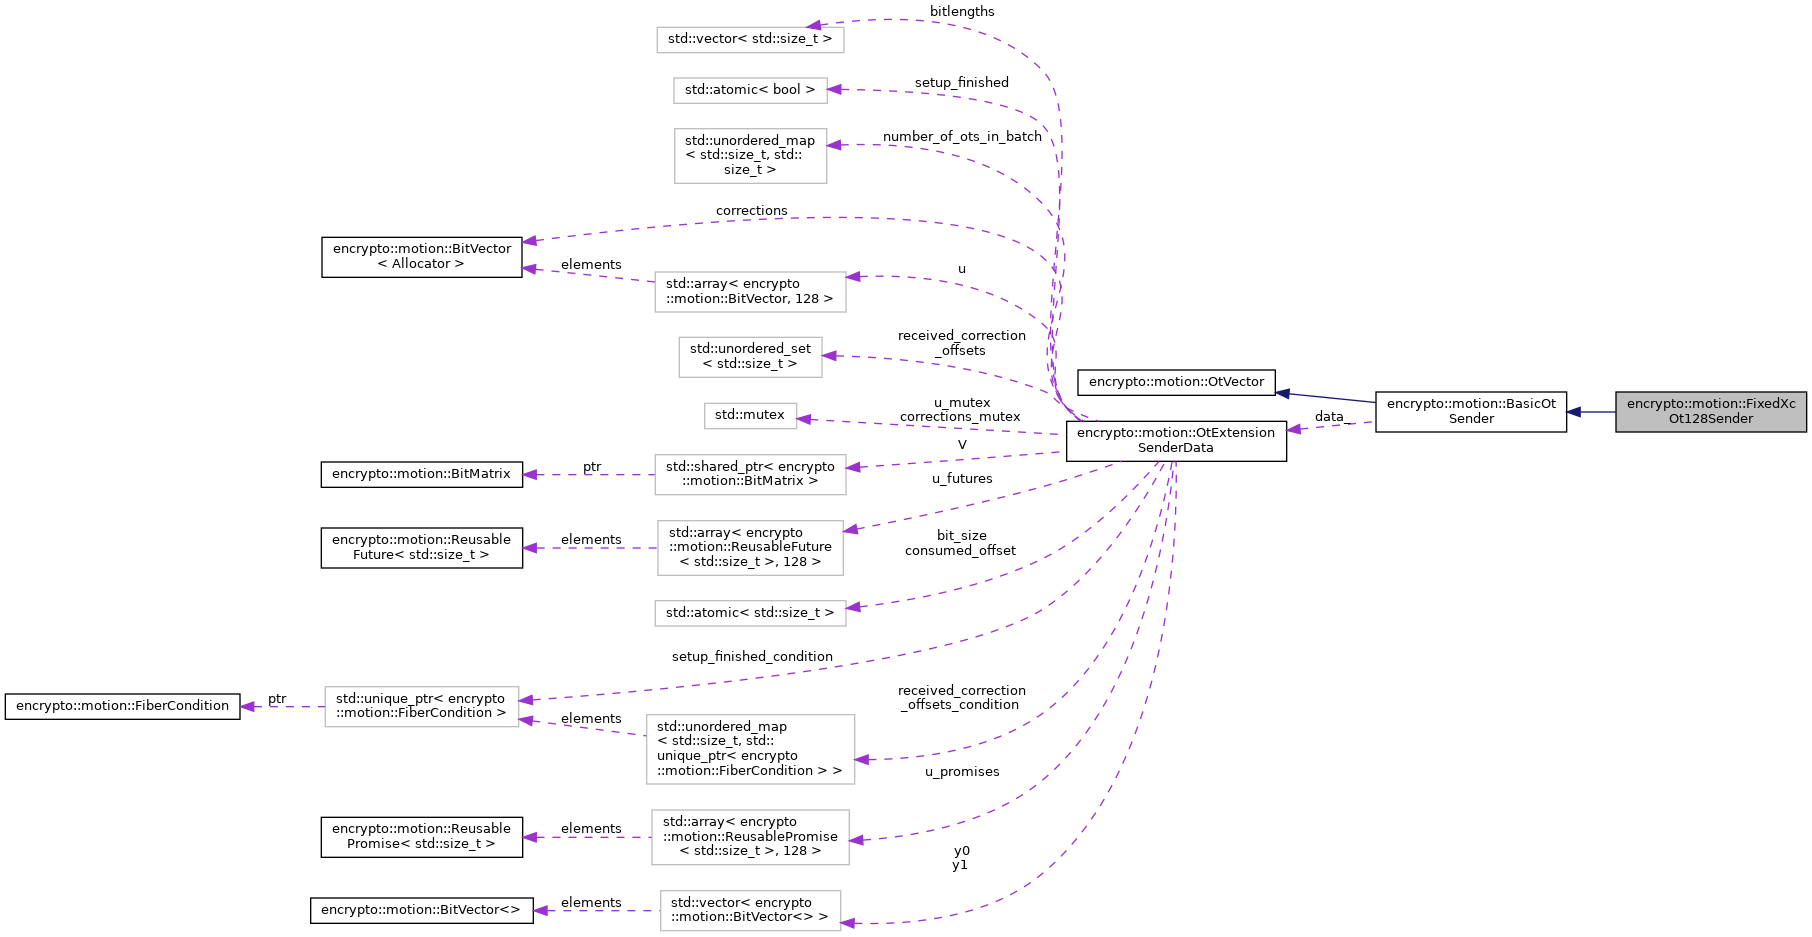 bitlengths
std::vector< std::size_t >
setup_finished
std::atomic< bool >
number_of_ots_in_batch
std::unordered_map
< std::size_t, std::
size_t >
corrections
encrypto::motion::BitVector
< Allocator >
elements
u
std::array< encrypto
::motion::BitVector, 128 >
received_correction
_offsets
std::unordered_set
< std::size_t >
encrypto::motion::OtVector
encrypto::motion::BasicOt
Sender
encrypto::motion::FixedXc
Ot128Sender
data_
u_mutex
corrections_mutex
std::mutex
encrypto::motion::OtExtension
SenderData
V
encrypto::motion::BitMatrix
ptr
std::shared_ptr< encrypto
::motion::BitMatrix >
u_futures
encrypto::motion::Reusable
Future< std::size_t >
elements
std::array< encrypto
::motion::ReusableFuture
< std::size_t >, 128 >
bit_size
consumed_offset
std::atomic< std::size_t >
setup_finished_condition
encrypto::motion::FiberCondition
ptr
std::unique_ptr< encrypto
::motion::FiberCondition >
elements
received_correction
_offsets_condition
std::unordered_map
< std::size_t, std::
unique_ptr< encrypto
::motion::FiberCondition > >
u_promises
encrypto::motion::Reusable
Promise< std::size_t >
elements
std::array< encrypto
::motion::ReusablePromise
< std::size_t >, 128 >
y0
y1
encrypto::motion::BitVector<>
elements
std::vector< encrypto
::motion::BitVector<> >